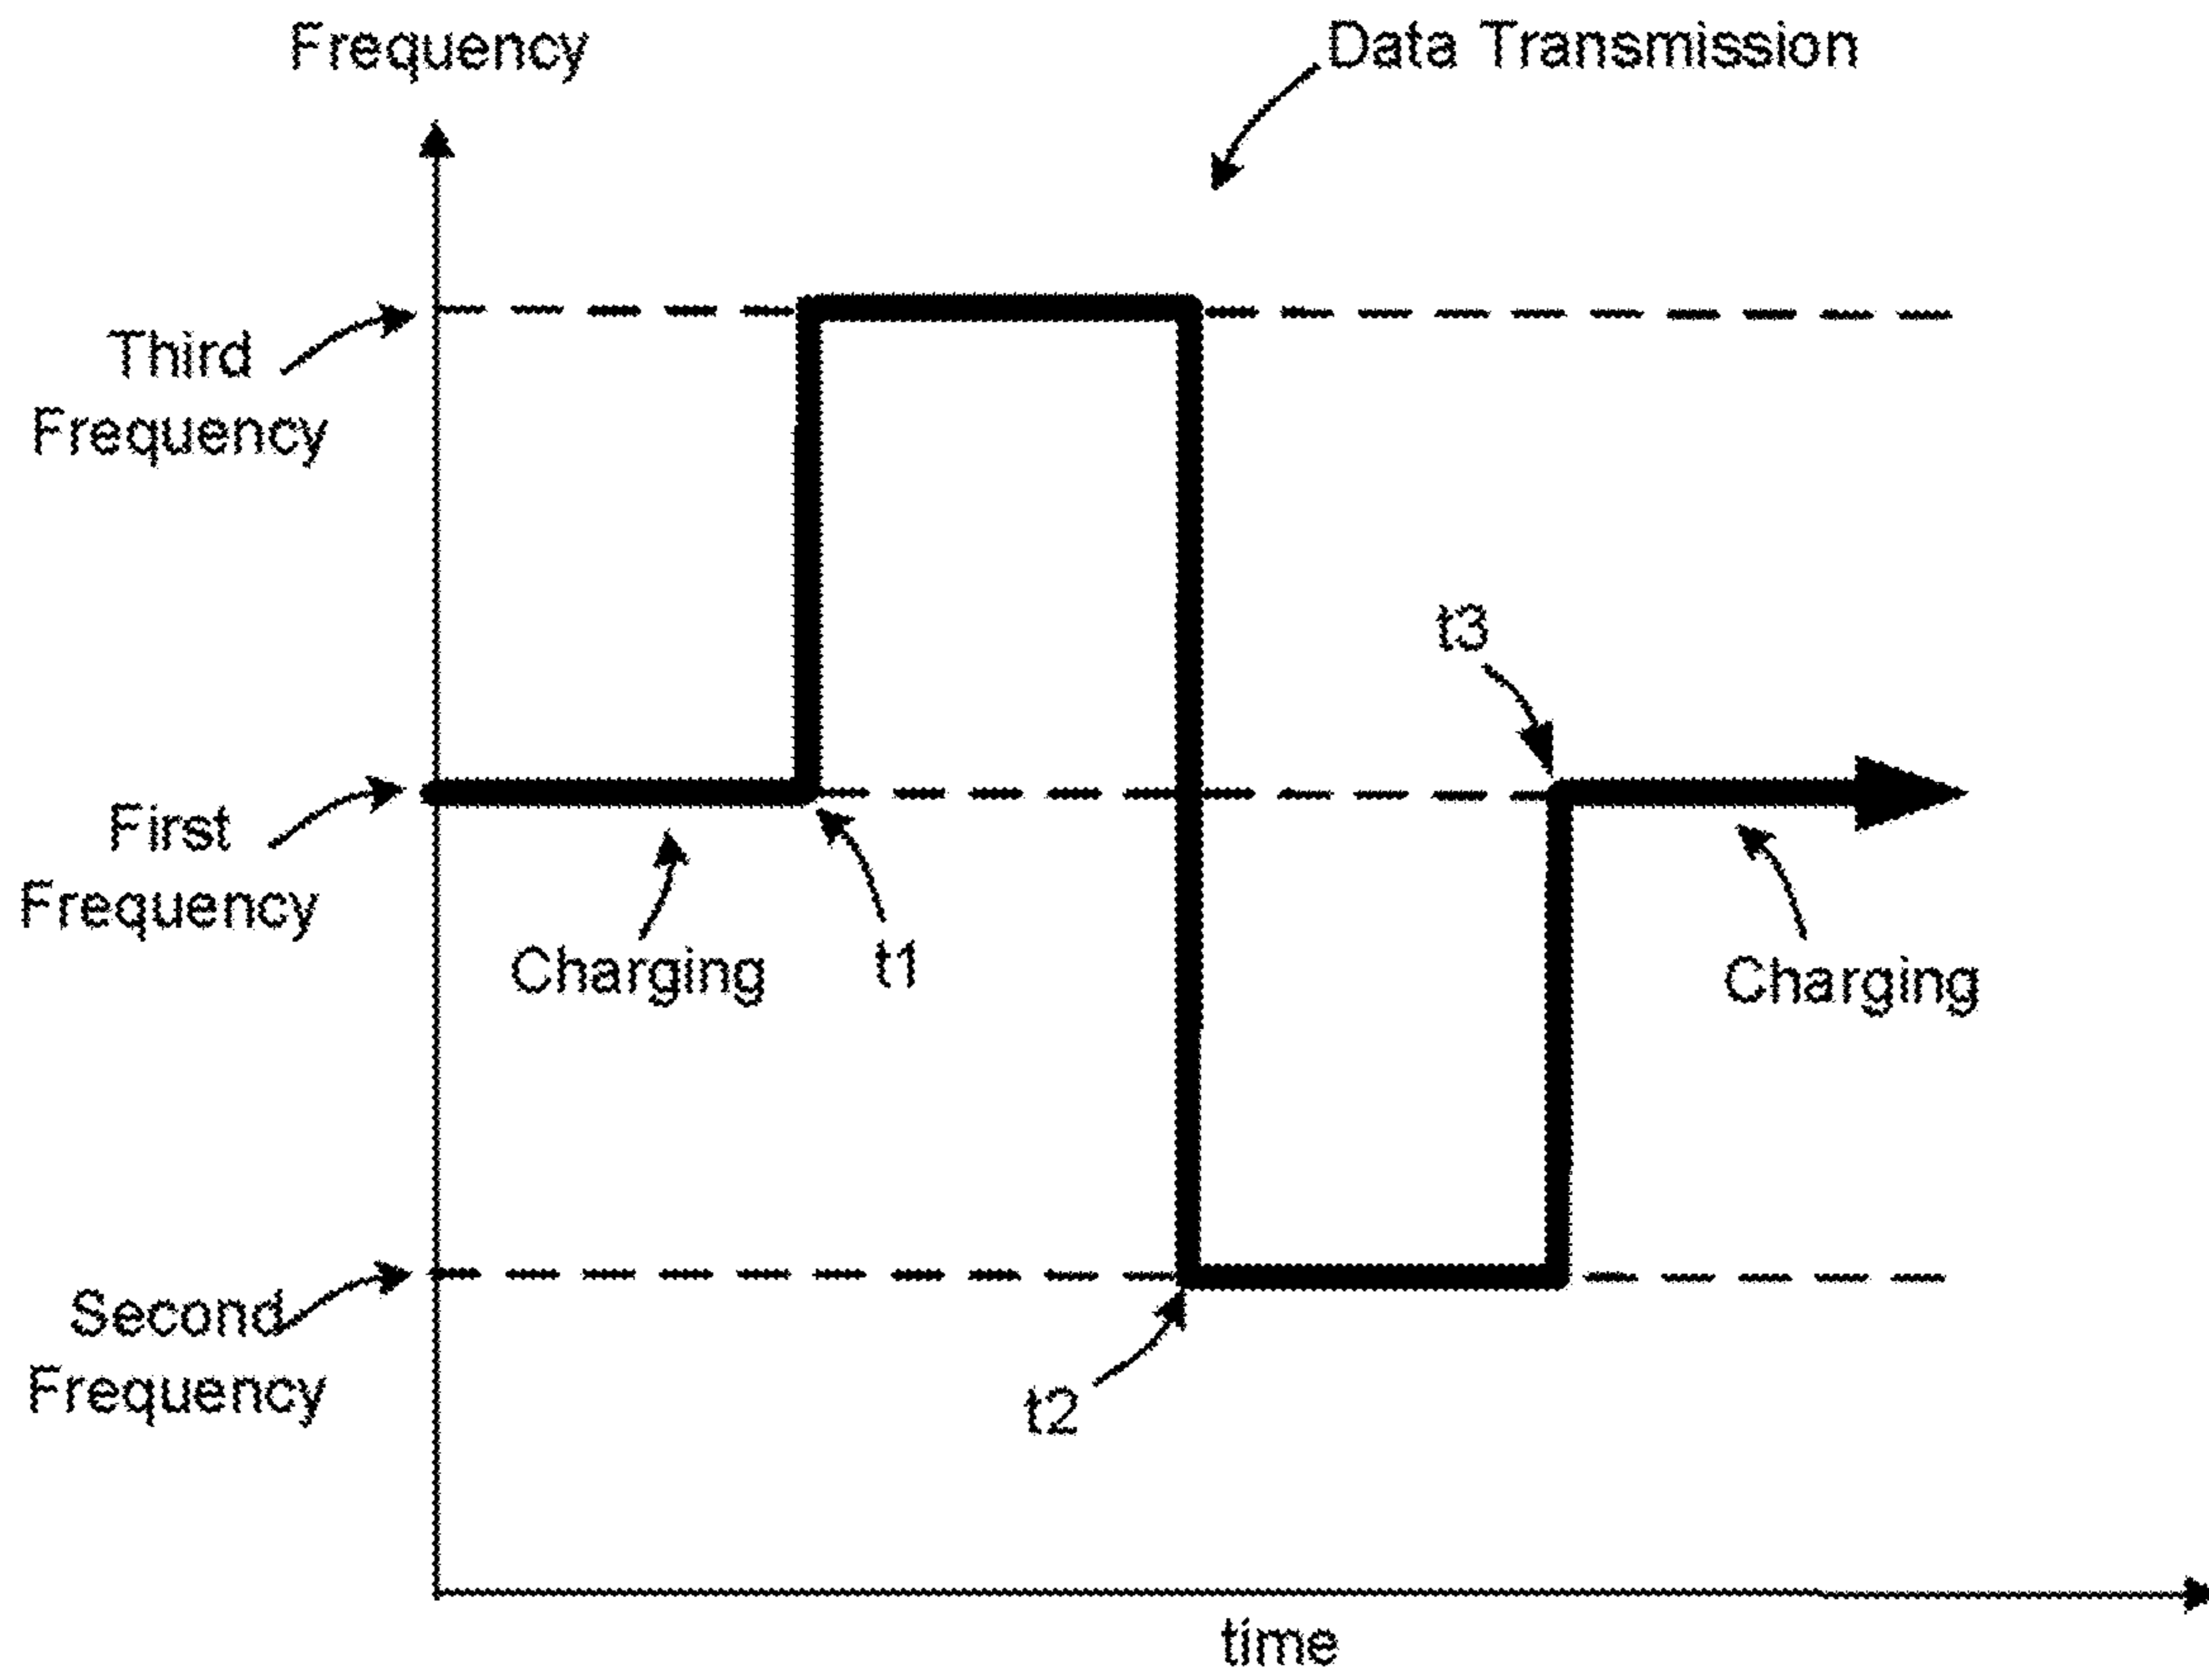 Frequency
Data Transmission
Third
Frequency
t3
First
Frequency
Charging
t1
Charging
Second
Frequency
t2
time